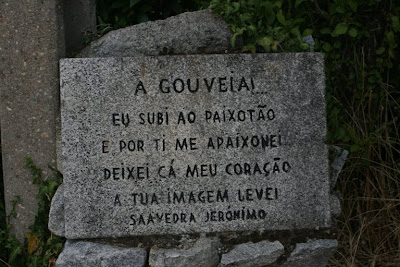 A GOUVEIA!
EU SUBI AO PAIXOTÃO
E POR TI ME APAIXONEI
DEIXEI CÁ MEU CORAÇÃO
A TUA IMAGEM LEVEI
SAAVEDRA JERÓNIMO